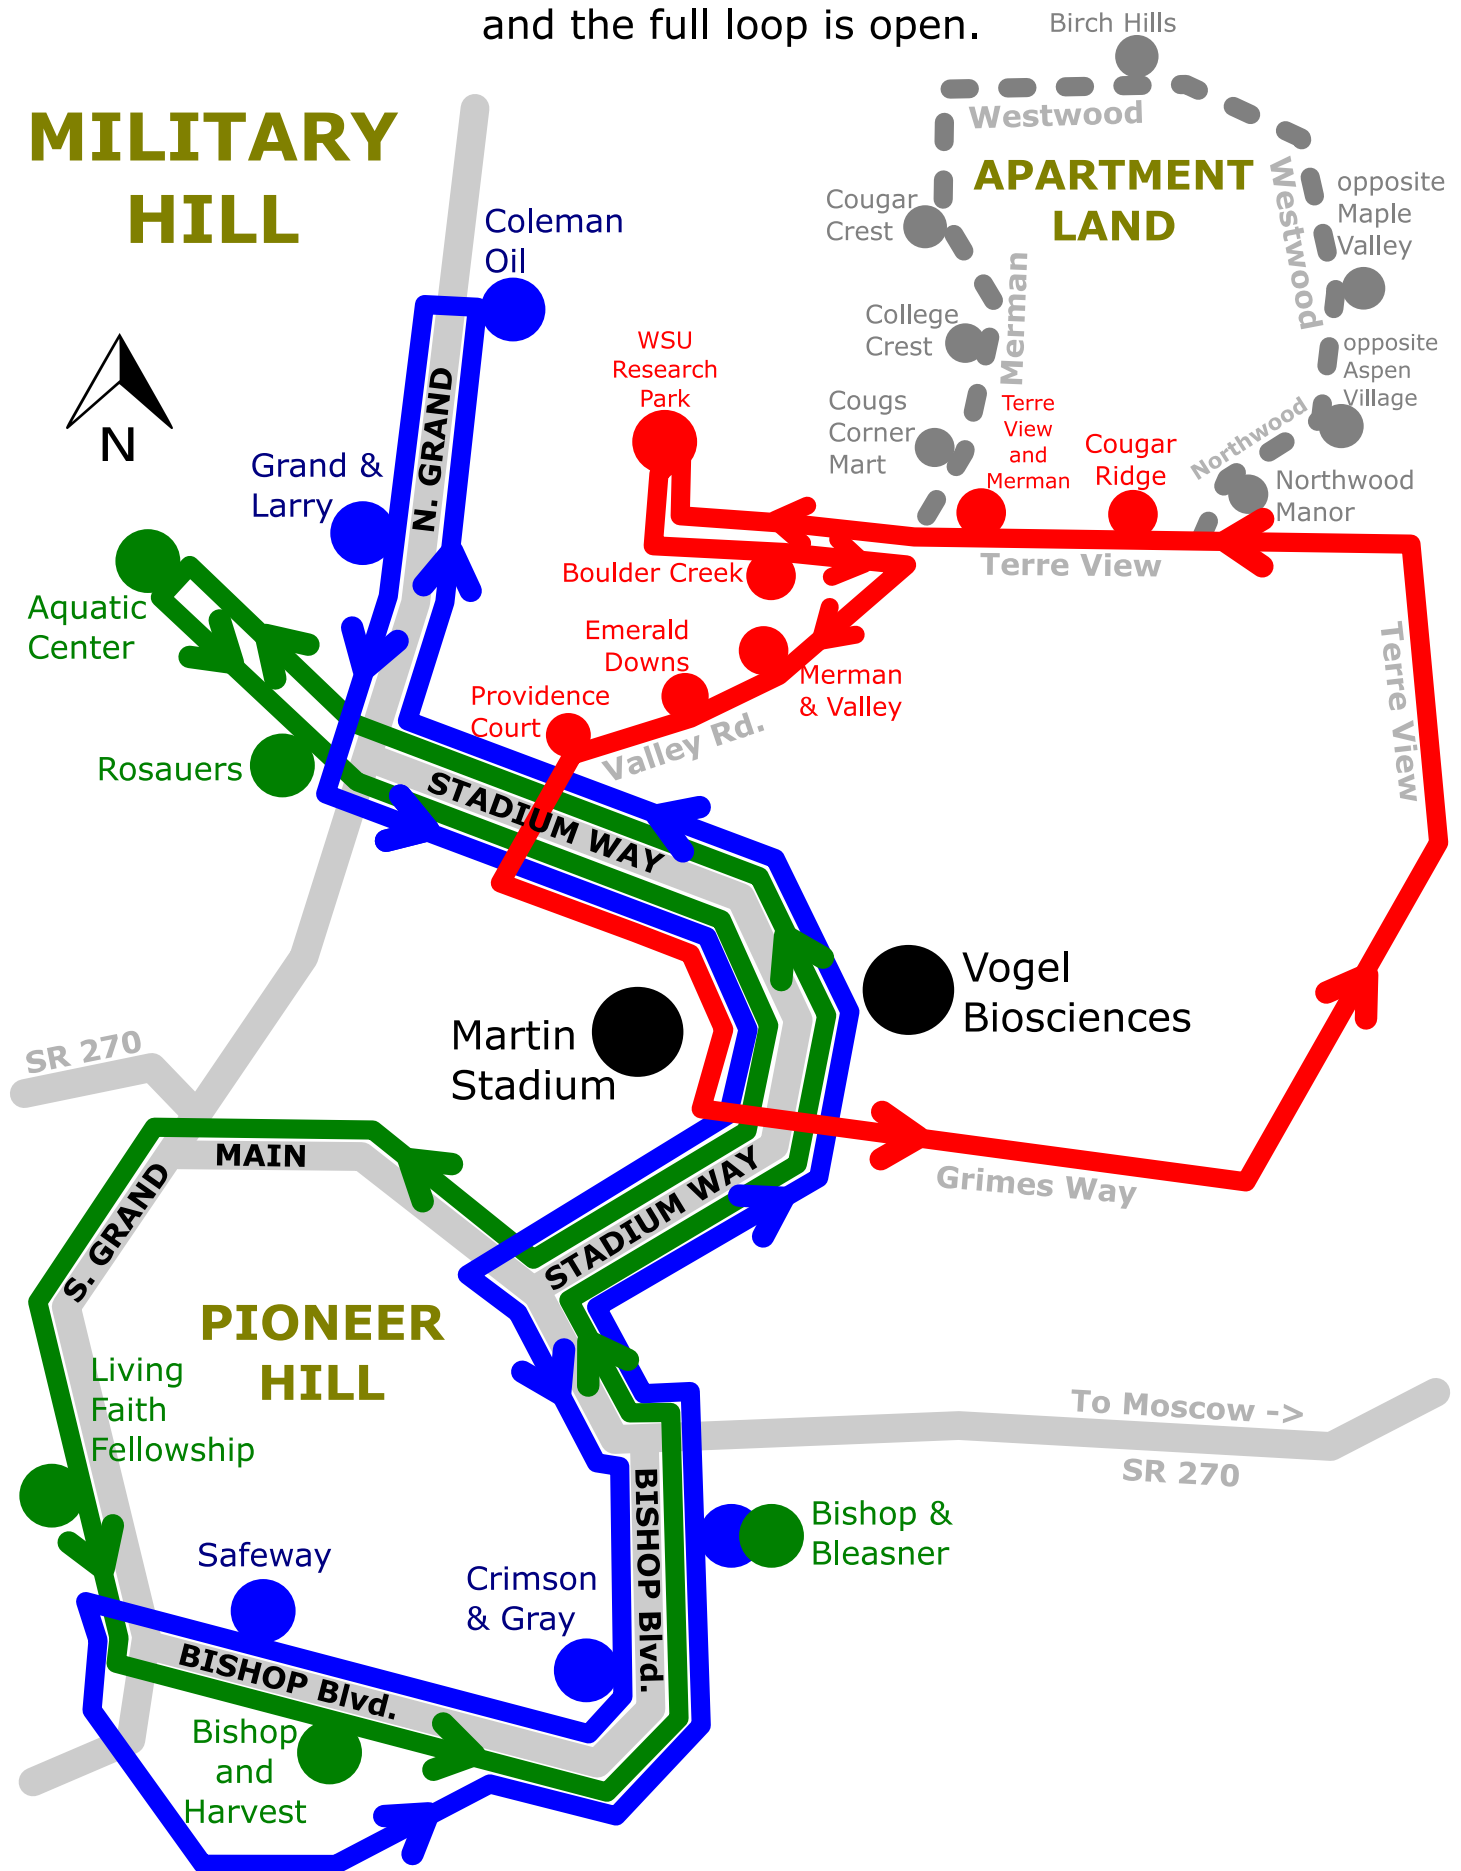 and the full loop is open.
Birch Hills
MILITARY
HILL
Westwood
APARTMENT
LAND
Westwood
opposite
Maple
Valley
Cougar
Crest
Coleman
Oil
Merman
College
Crest
WSU
Research
Park
opposite
Aspen
Village
N. GRAND
N
Cougs
Corner
Mart
Terre
View
and
Merman
Cougar
Ridge
Northwood
Northwood
Manor
Grand &
Larry
Terre View
Boulder Creek
Aquatic
Center
Emerald
Downs
Merman
& Valley
Terre View
Providence
Court
Valley Rd.
Rosauers
STADIUM WAY
Vogel
Biosciences
Martin
Stadium
SR 270
MAIN
Grimes Way
STADIUM WAY
S. GRAND
PIONEER
HILL
Living
Faith
Fellowship
To Moscow ->
SR 270
BISHOP Blvd.
Bishop &
Bleasner
Safeway
Crimson
& Gray
BISHOP Blvd.
Bishop
and
Harvest